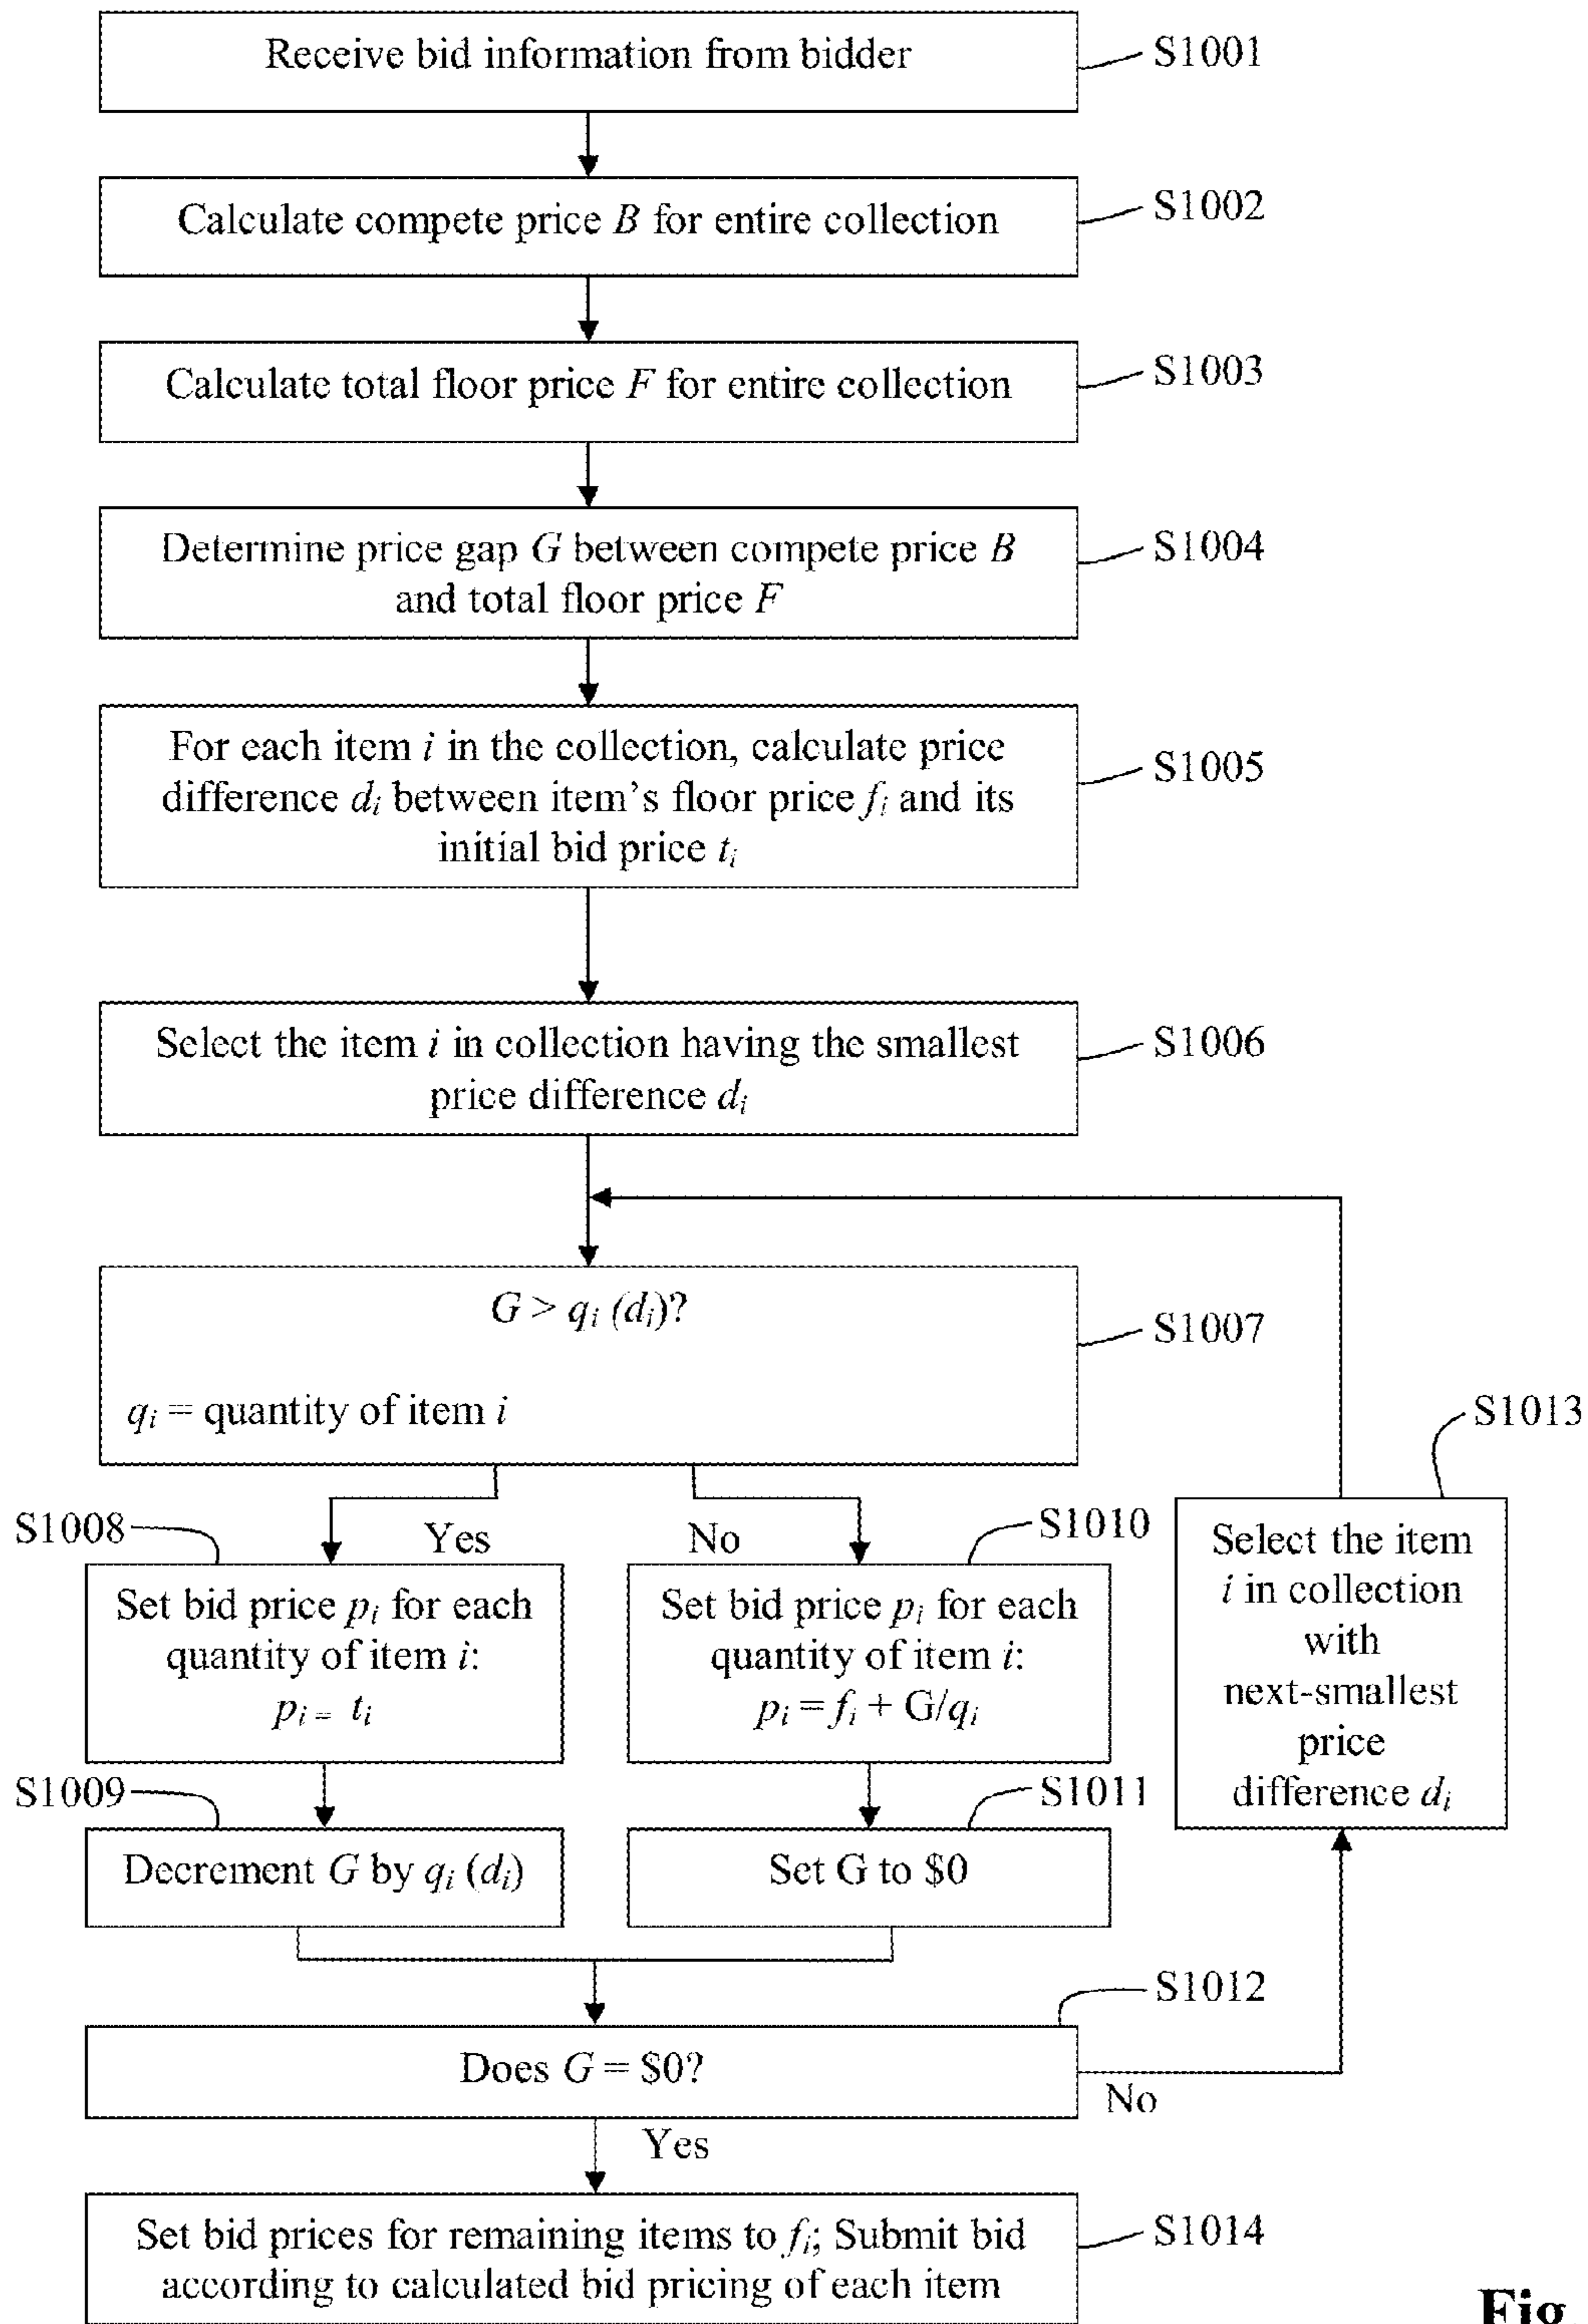 Receive bid information from bidder
S1001
Calculate compete price B for entire collection
S1002
Calculate total floor price F for entire collection
S1003
Determine price gap G between compete price B
and total floor price F
S1004
For each item i in the collection, calculate price
difference di between item's floor price fi and its
initial bid price ti
S1005
Select the item i in collection having the smallest
price difference di
S1006
G > qi (di)?
qi = quantity of item i
S1007
Yes
No
S1008
Set bid price pi for each
quantity of item i:
pi = ti
S1010
Set bid price pi for each
quantity of item i:
pi = fi + G/qi
S1013
Select the item
i in collection
with
next-smallest
price
difference di
S1009
Decrement G by qi (di)
S1011
Set G to $0
S1012
Does G = $0?
No
Yes
Set bid prices for remaining items to fi; Submit bid
according to calculated bid pricing of each item
S1014
Fig